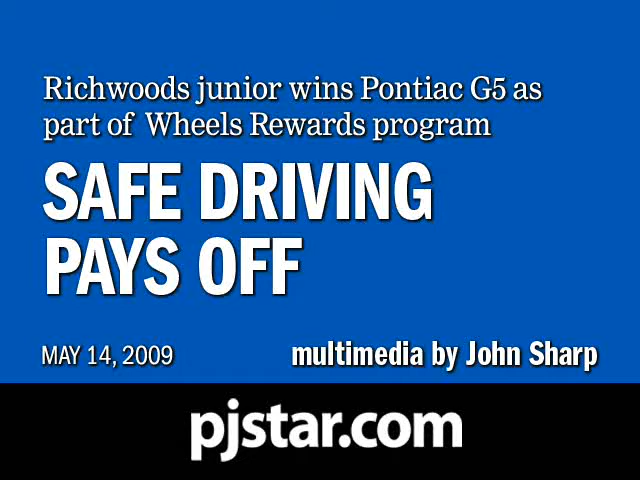 Richwoods junior wins Pontiac G5 as
part of Wheels Rewards program
SAFE DRIVING
PAYS OFF
MAY 14, 2009
multimedia by John Sharp
pjstar.com